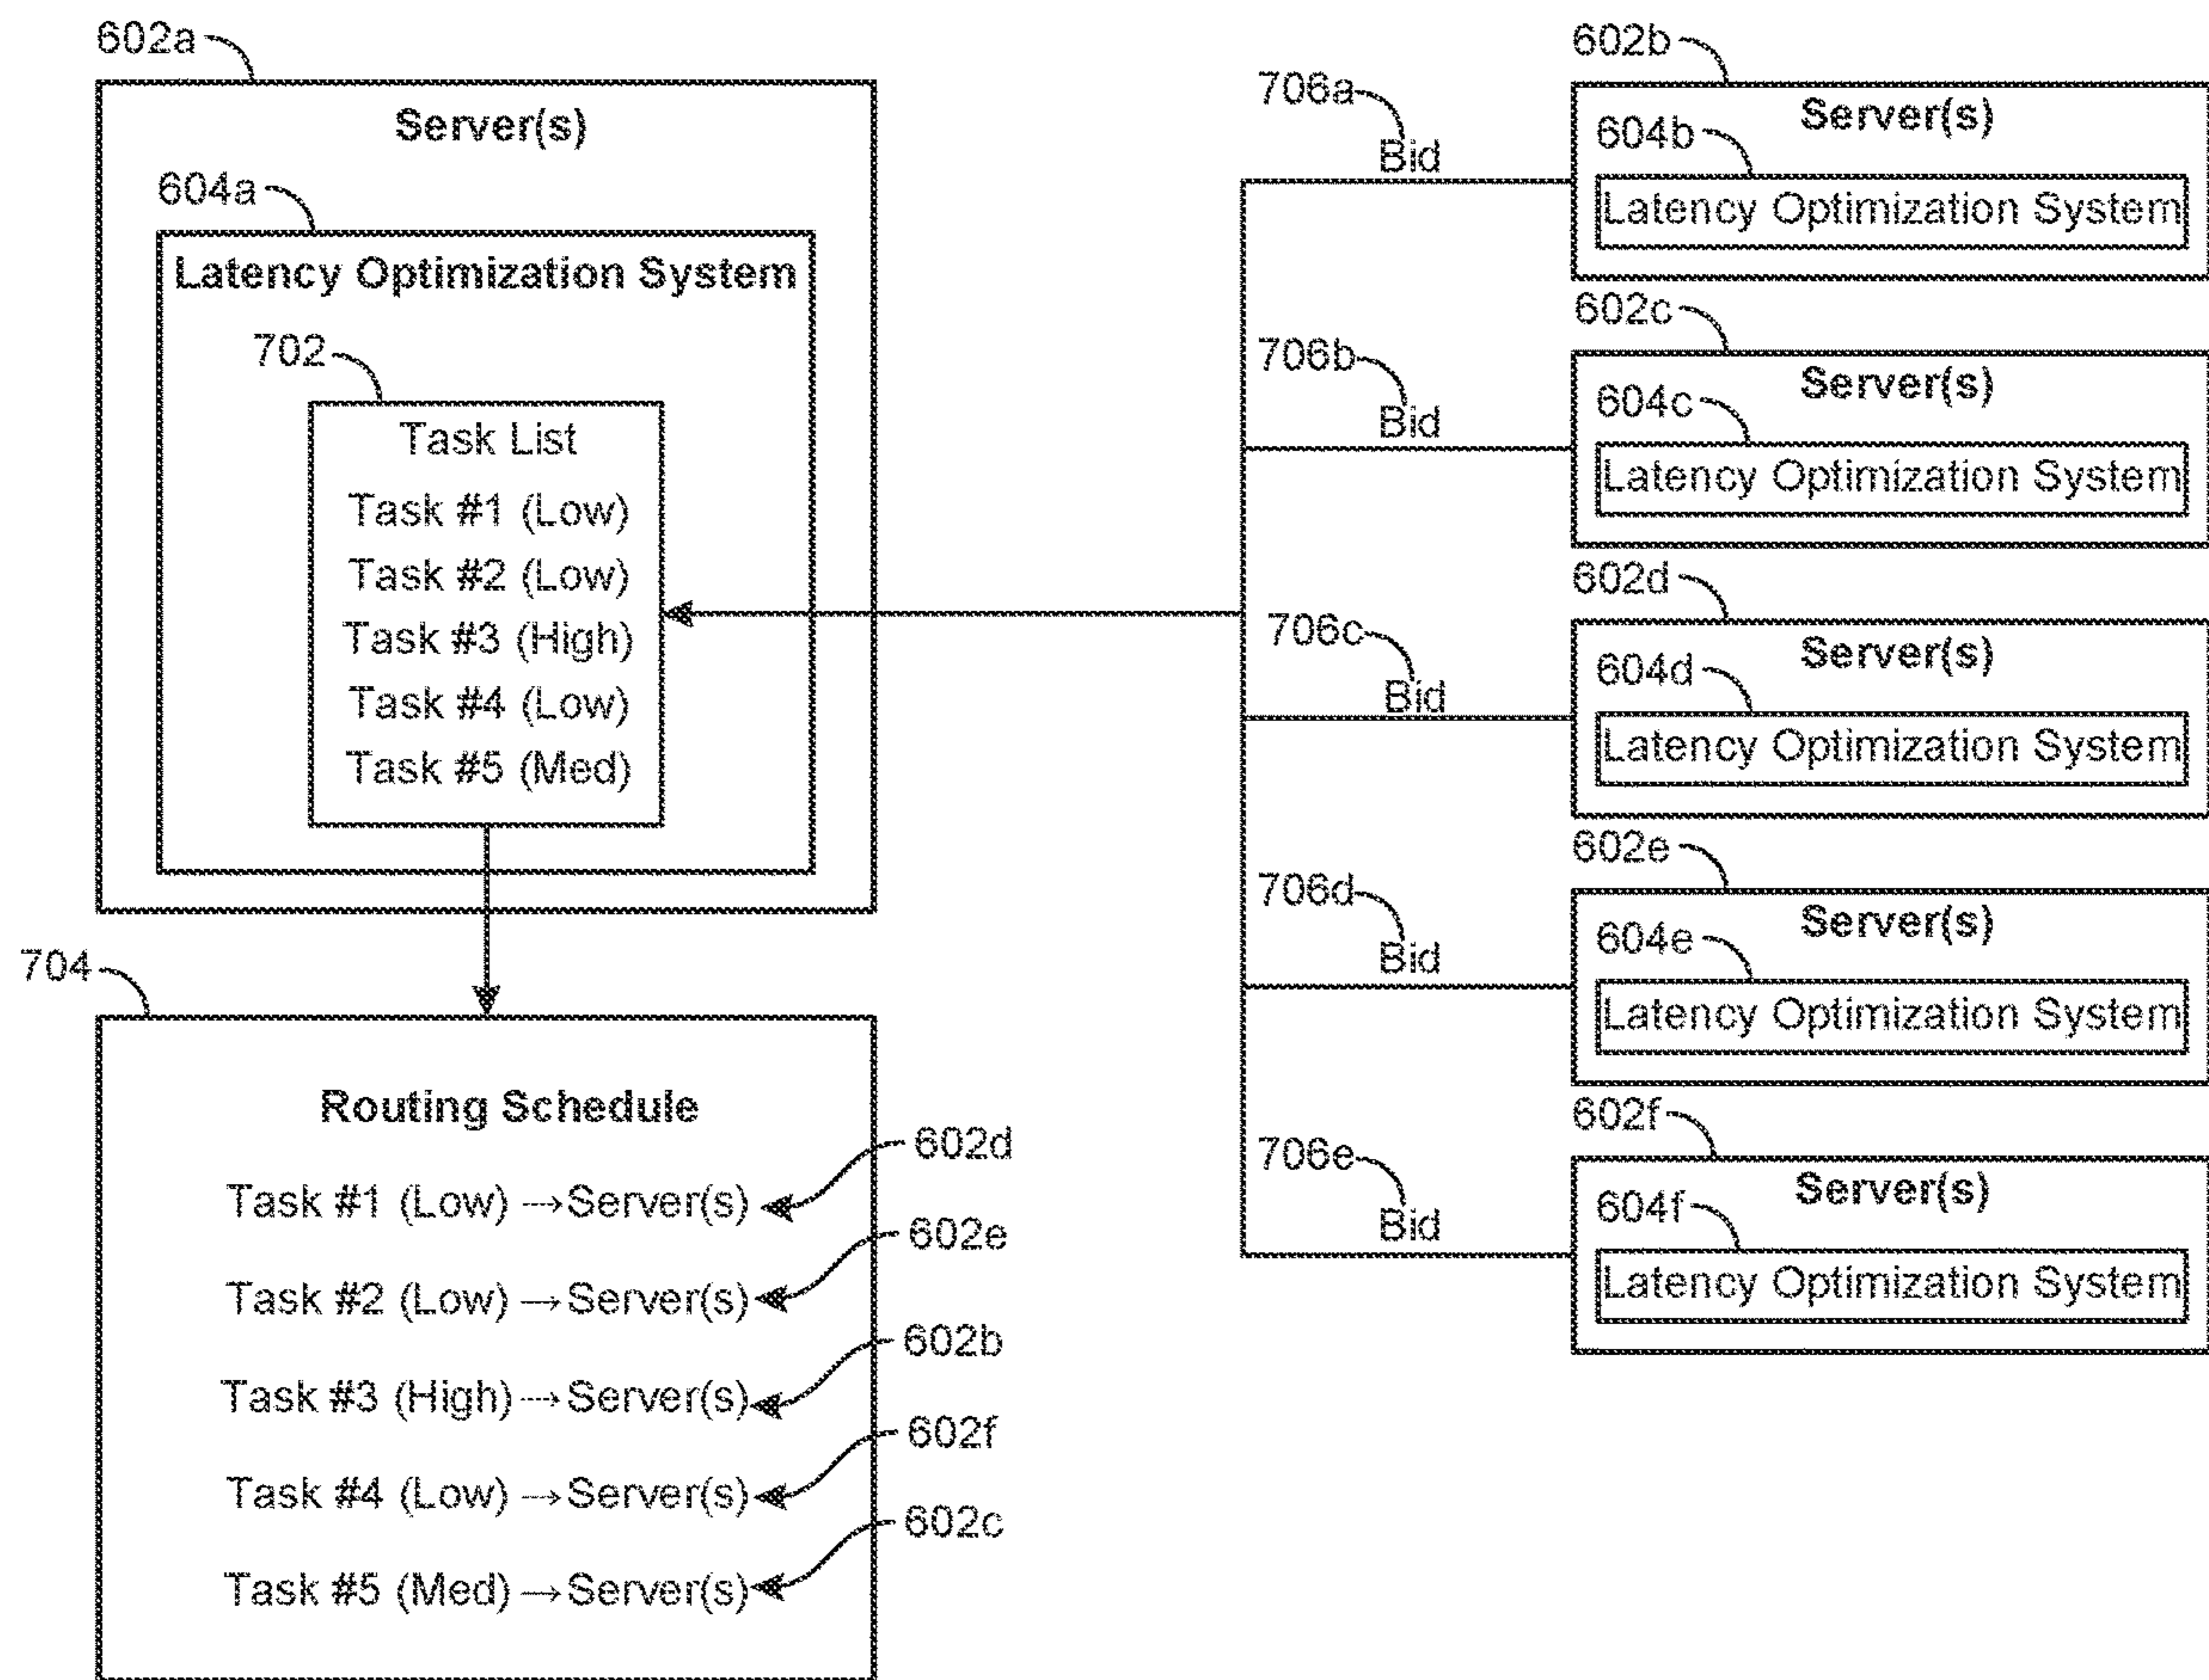 602a
Server(s)
604a
Latency Optimization System
702
Task List
Task #1 (Low)
Task #2 (Low)
Task #3 (High)
Task #4 (Low)
Task #5 (Med)
704
Routing Schedule
Task #1 (Low) → Server(s)
602d
Task #2 (Low) → Server(s)
602e
Task #3 (High) → Server(s)
602b
Task #4 (Low) → Server(s)
602f
Task #5 (Med) → Server(s)
602c
706a
Bid
602b
Server(s)
604b
Latency Optimization System
706b
Bid
602c
Server(s)
604c
Latency Optimization System
706c
Bid
602d
Server(s)
604d
Latency Optimization System
706d
Bid
602e
Server(s)
604e
Latency Optimization System
706e
Bid
602f
Server(s)
604f
Latency Optimization System